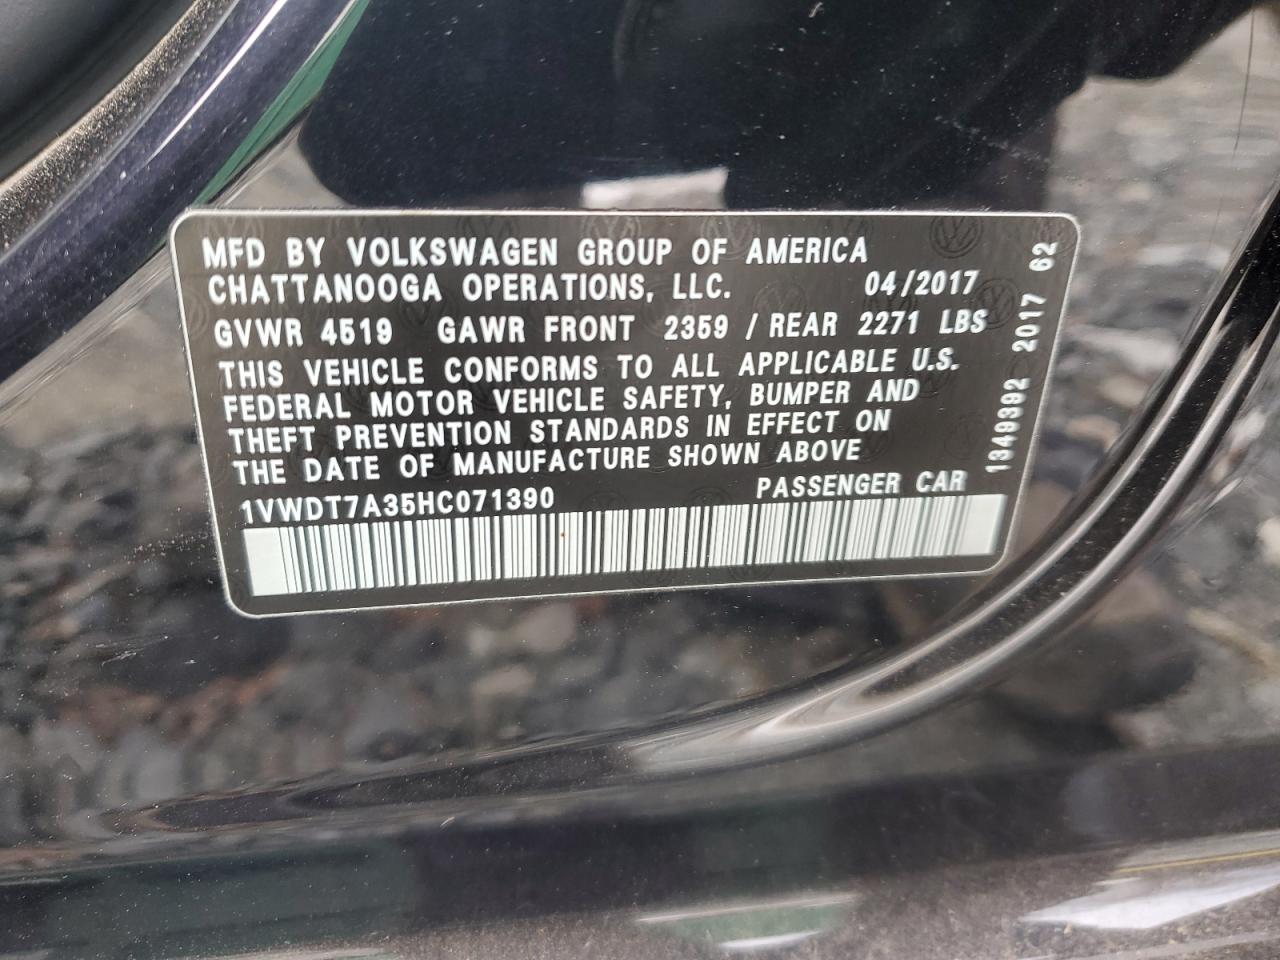 MFD BY VOLKSWAGEN GROUP OF AMERICA
CHATTANOOGA OPERATIONS, LLC. 04/2017
GVWR 4519 GAWR FRONT 2359 / REAR 2271 LBS
THIS VEHICLE CONFORMS TO ALL APPLICABLE U.S.
FEDERAL MOTOR VEHICLE SAFETY, BUMPER AND
THEFT PREVENTION STANDARDS IN EFFECT ON
THE DATE OF MANUFACTURE SHOWN ABOVE
1VWDT7A35HC071390 PASSENGER CAR
1349392 2017 62